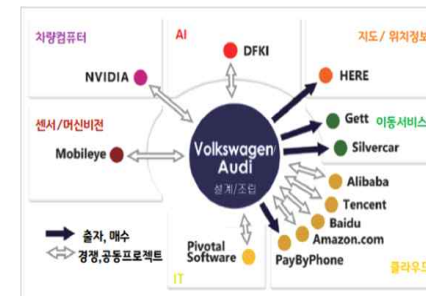 차량컴퓨터
AI
지도/ 위치정보
DFKI
NVIDIA
HERE
센서/머신비전
Gett
이동서비스
Mobileye
Volkswagen/
Audi
설계/조립
Silvercar
Alibaba
Tencent
Baidu
Amazon.com
PayByPhone
클라우드
Pivotal
Software
IT
출자, 매수
경쟁,공동프로젝트